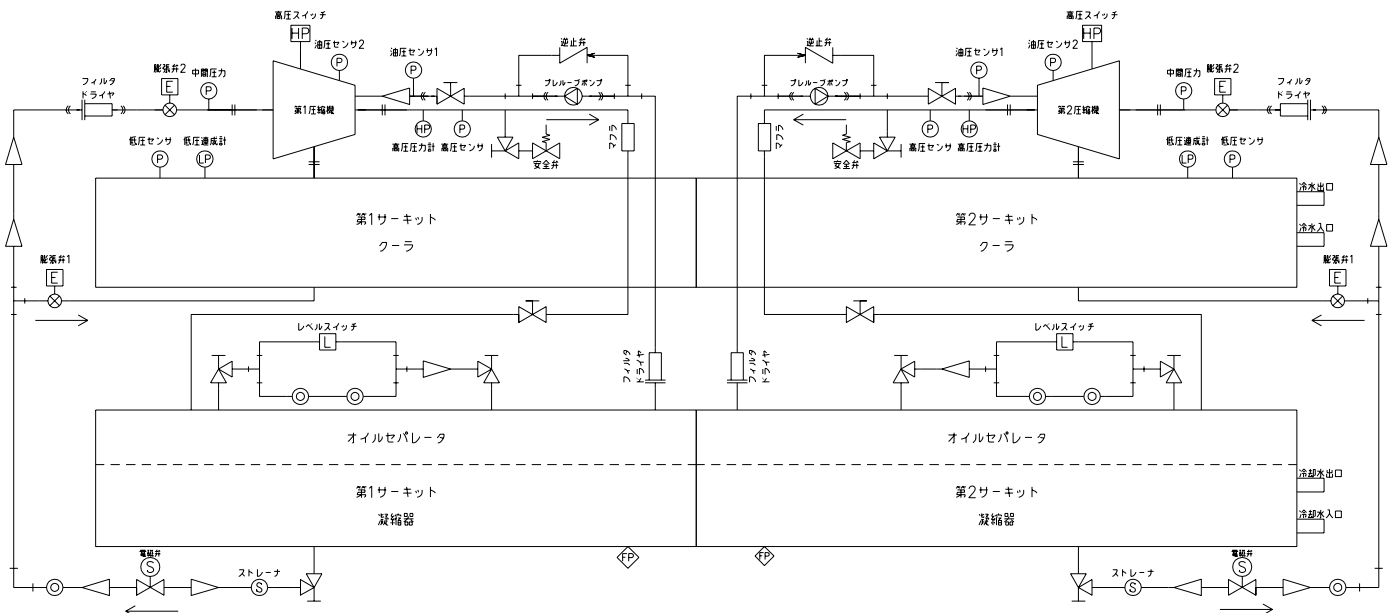 高圧スイッチ
HP
油圧センサ2
P
油圧センサ1
P
逆止弁
プレルーブポンプ
フィルタ
ドライヤ
膨張弁2
E
中間圧力
P
第1圧縮機
HP
高圧圧力計
P
高圧センサ
安全弁
マフラ
低圧センサ
P
低圧連成計
LP
逆止弁
プレルーブポンプ
油圧センサ1
P
油圧センサ2
P
高圧スイッチ
HP
第2圧縮機
中間圧力
P
膨張弁2
E
フィルタ
ドライヤ
マフラ
安全弁
P
高圧センサ
HP
高圧圧力計
低圧連成計
LP
低圧センサ
P
第1サーキット
クーラ
第2サーキット
クーラ
冷水出口
冷水入口
膨張弁1
E
膨張弁1
E
レベルスイッチ
L
フィルタ
ドライヤ
フィルタ
ドライヤ
レベルスイッチ
L
オイルセパレータ
オイルセパレータ
第1サーキット
凝縮器
第2サーキット
凝縮器
冷却水出口
冷却水入口
電磁弁
S
ストレーナ
S
FP
FP
ストレーナ
S
電磁弁
S